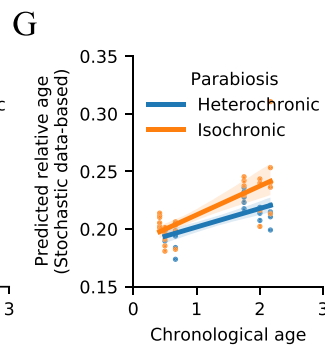 G
c
3
0.35
0.30
0.25
0.20
0.15
Predicted relative age
(Stochastic data-based)
Parabiosis
Heterochronic
Isochronic
0 1 2 3
Chronological age